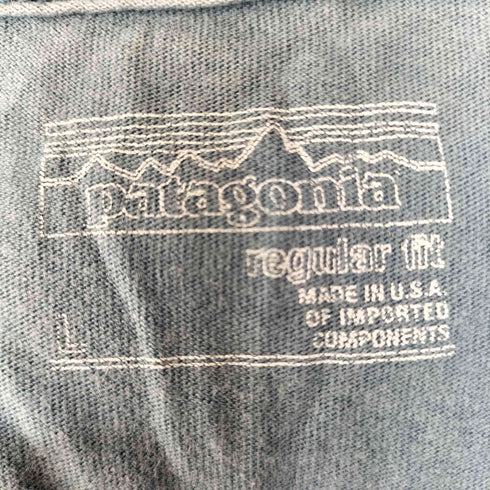 patagonia
regular fit
MADE IN U.S.A.
OF IMPORTED
COMPONENTS
L